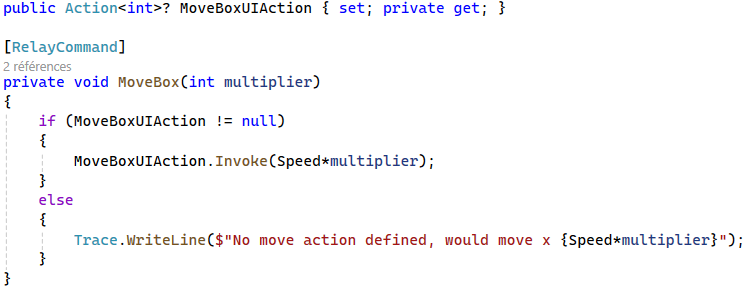 public Action<int>? MoveBoxUIAction { set; private get; }
[RelayCommand]
2 références
private void MoveBox(int multiplier)
{
if (MoveBoxUIAction != null)
{
MoveBoxUIAction.Invoke(Speed*multiplier);
}
else
{
Trace.WriteLine($"No move action defined, would move x {Speed*multiplier}");
}
}